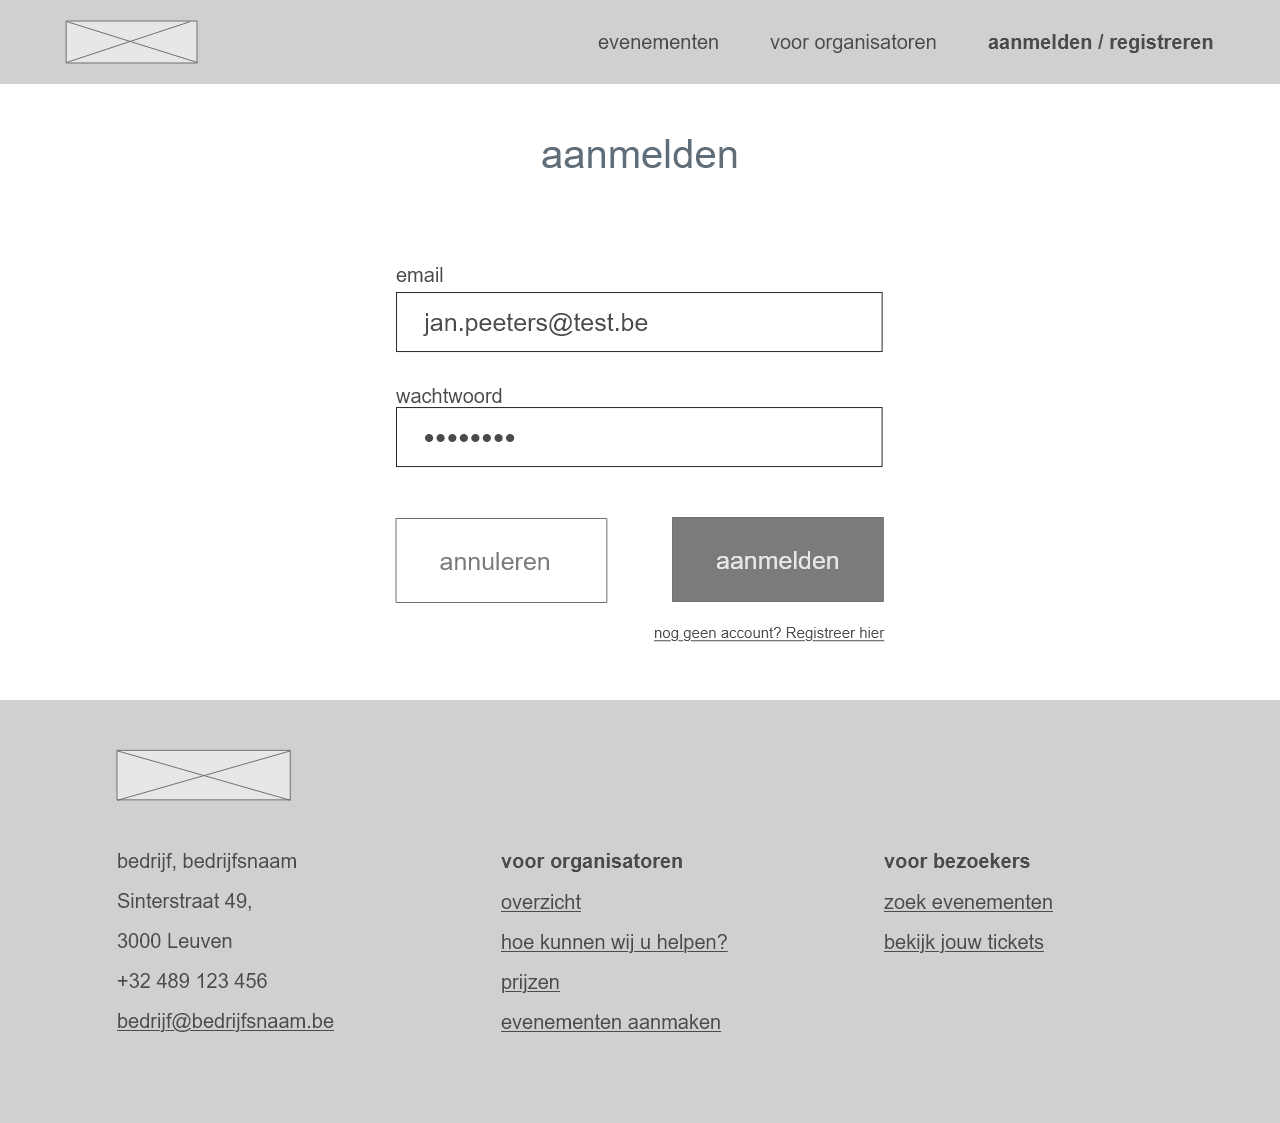 evenementen
voor organisatoren
aanmelden / registreren
aanmelden
email
jan.peeters@test.be
wachtwoord
••••••••
annuleren
aanmelden
nog geen account? Registreer hier
bedrijf, bedrijfsnaam
Sinterstraat 49,
3000 Leuven
+32 489 123 456
bedrijf@bedrijfsnaam.be
voor organisatoren
overzicht
hoe kunnen wij u helpen?
prijzen
evenementen aanmaken
voor bezoekers
zoek evenementen
bekijk jouw tickets